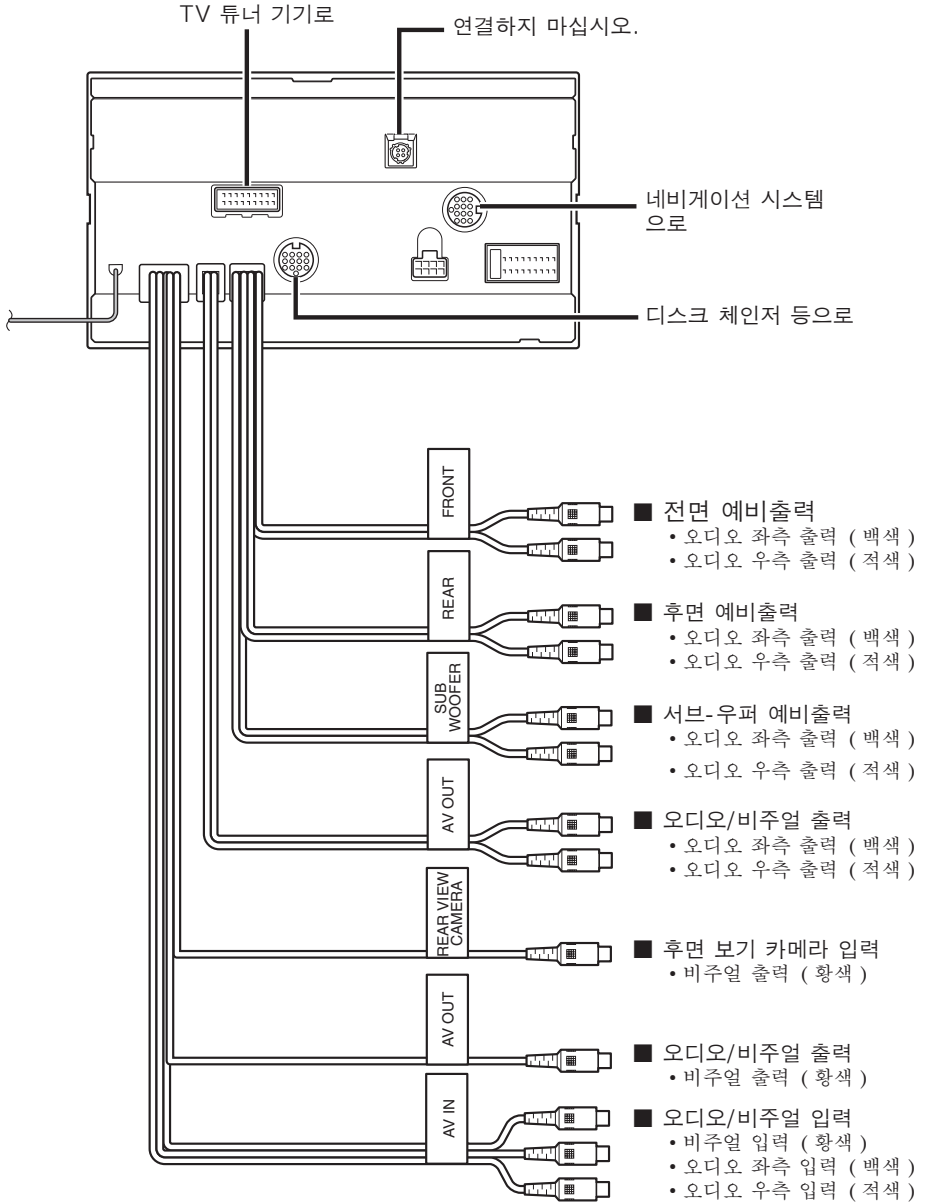 TV 튜너 기기로
연결하지 마십시오.
네비게이션 시스템
으로
디스크 체인저 등으로
FRONT
■ 전면 예비출력
• 오디오 좌측 출력 ( 백색 )
• 오디오 우측 출력 ( 적색 )
REAR
■ 후면 예비출력
• 오디오 좌측 출력 ( 백색 )
• 오디오 우측 출력 ( 적색 )
SUB
WOOFER
■ 서브-우퍼 예비출력
• 오디오 좌측 출력 ( 백색 )
• 오디오 우측 출력 ( 적색 )
AV OUT
■ 오디오/비주얼 출력
• 오디오 좌측 출력 ( 백색 )
• 오디오 우측 출력 ( 적색 )
REAR VIEW
CAMERA
■ 후면 보기 카메라 입력
• 비주얼 출력 ( 황색 )
AV OUT
■ 오디오/비주얼 출력
• 비주얼 출력 ( 황색 )
AV IN
■ 오디오/비주얼 입력
• 비주얼 입력 ( 황색 )
• 오디오 좌측 입력 ( 백색 )
• 오디오 우측 입력 ( 적색 )